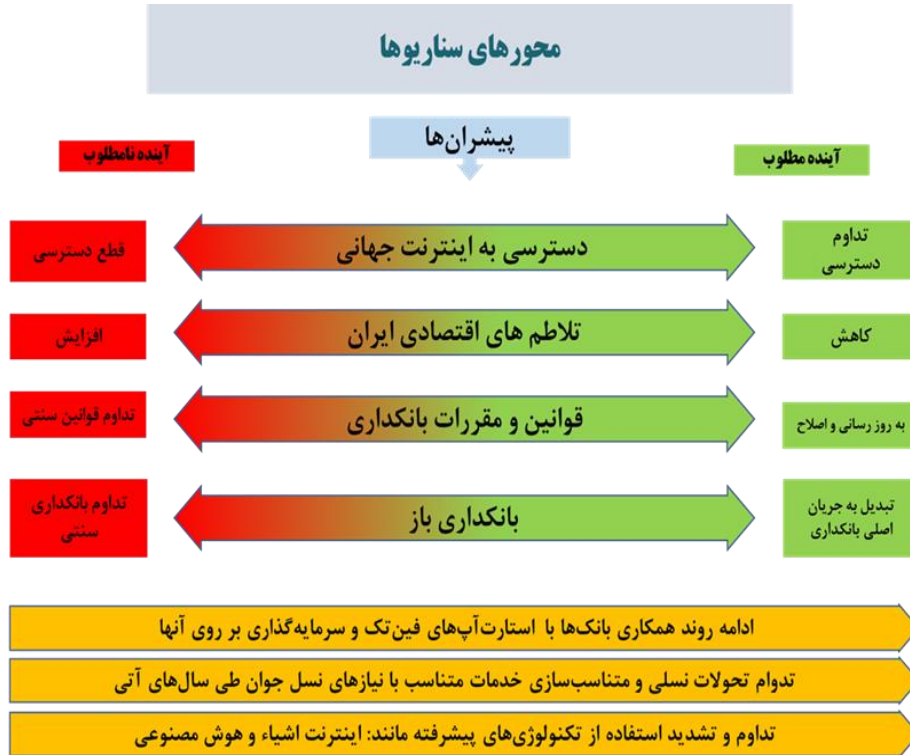 محورهای سناریوها
پیشران‌ها
آینده مطلوب
آینده نامطلوب
تداوم
دسترسی
دسترسی به اینترنت جهانی
قطع دسترسی
کاهش
تلاطم های اقتصادی ایران
افزایش
به روز رسانی و اصلاح
قوانین و مقررات بانکداری
تداوم قوانین سنتی
تبدیل به جریان
اصلی بانکداری
بانکداری باز
تداوم بانکداری
سنتی
ادامه روند همکاری بانک‌ها با استارت‌آپ‌های فین‌تک و سرمایه‌گذاری بر روی آنها
تدوام تحولات نسلی و متناسب‌سازی خدمات متناسب با نیازهای نسل جوان طی سال‌های آتی
تداوم و تشدید استفاده از تکنولوژی‌های پیشرفته مانند: اینترنت اشیاء و هوش مصنوعی